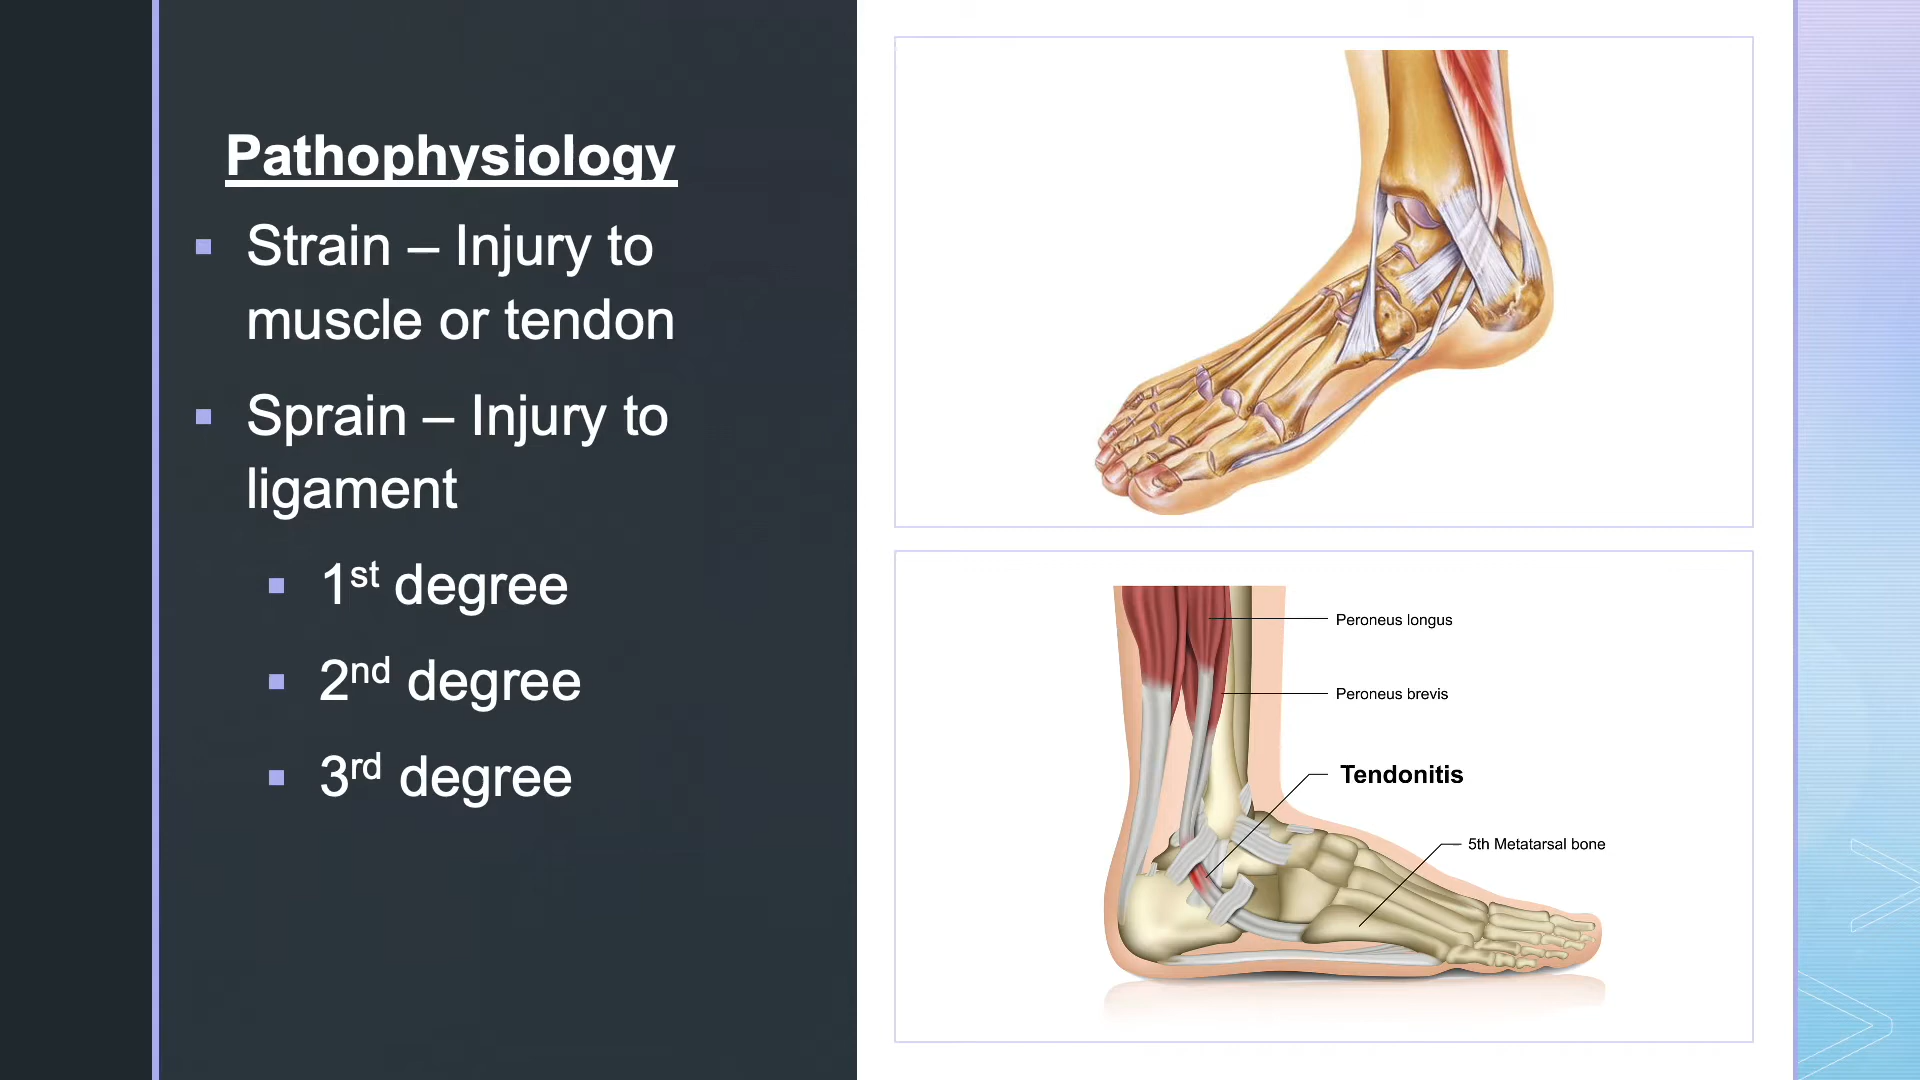 Pathophysiology
Strain – Injury to
muscle or tendon
Sprain – Injury to
ligament
1st degree
2nd degree
3rd degree
Peroneus longus
Peroneus brevis
Tendonitis
5th Metatarsal bone